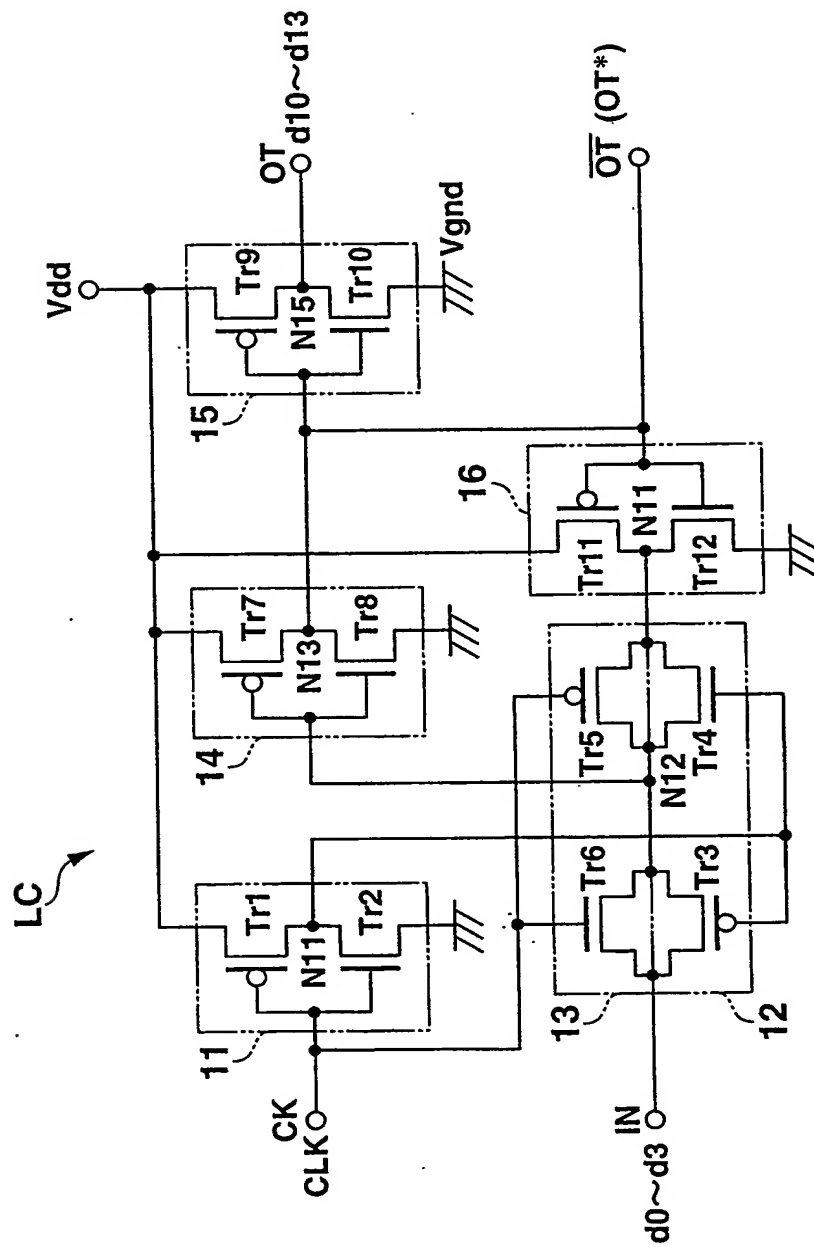 LC
Vdd
11
Tr1
N11
Tr2
14
Tr7
N13
Tr8
15
Tr9
N15
Tr10
Vgnd
OT
d10~d13
CK
CLK
13
12
Tr6
Tr3
Tr5
N12
Tr4
16
Tr11
N11
Tr12
OT (OT*)
IN
d0~d3